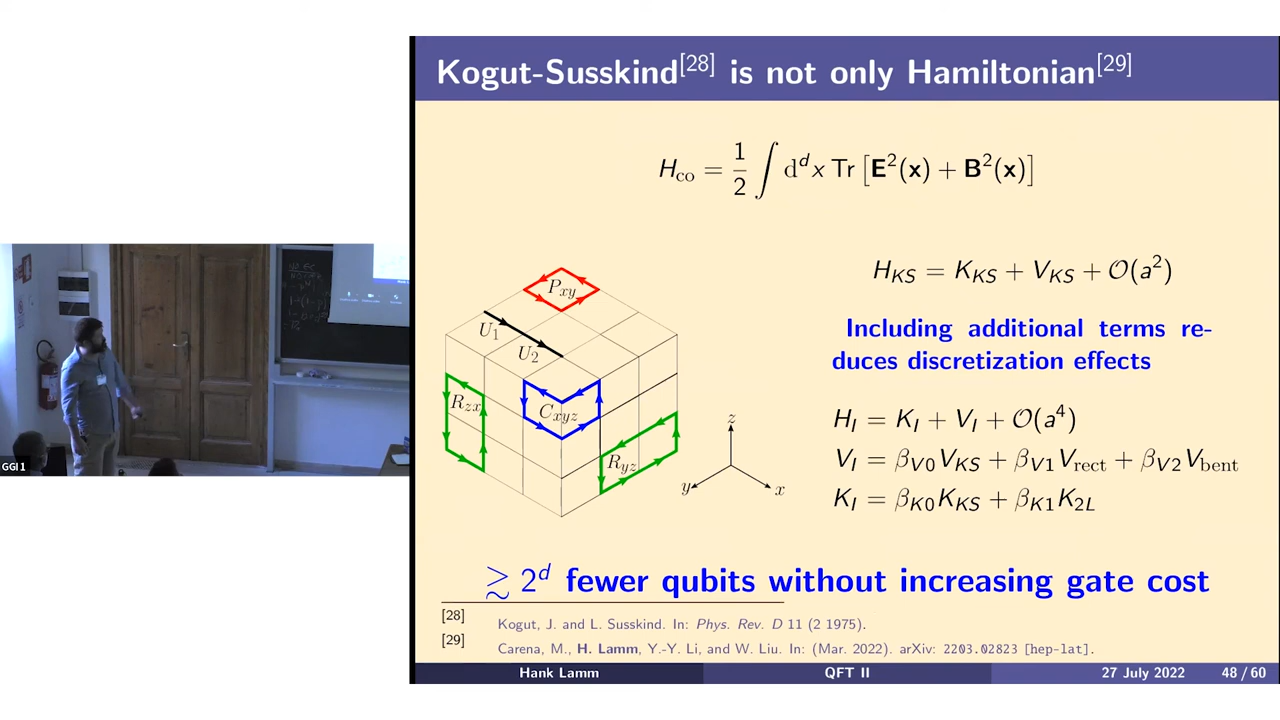 Kogut-Susskind[28] is not only Hamiltonian[29]
H_co = 1/2 ∫ d^d x Tr [E²(x) + B²(x)]
H_KS = K_KS + V_KS + O(a²)
Including additional terms re-
duces discretization effects
H_I = K_I + V_I + O(a⁴)
V_I = β_V0 V_KS + β_V1 V_rect + β_V2 V_bent
K_I = β_K0 K_KS + β_K1 K_2L
P_xy
U_1
U_2
R_zx
C_xyz
R_yz
z
y
x
≳ 2^d fewer qubits without increasing gate cost
[28] Kogut, J. and L. Susskind. In: Phys. Rev. D 11 (2 1975).
[29] Carena, M., H. Lamm, Y.-Y. Li, and W. Liu. In: (Mar. 2022). arXiv: 2203.02823 [hep-lat].
Hank Lamm
QFT II
27 July 2022
48 / 60
GGI1